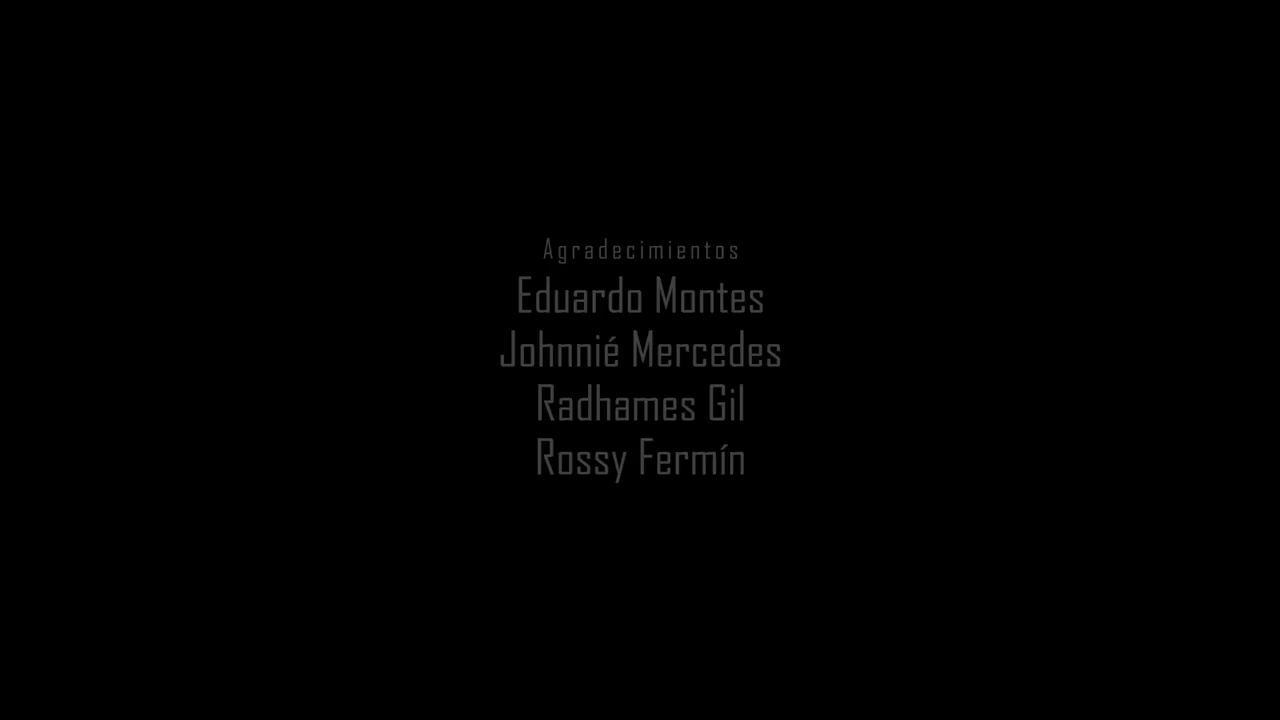 Agradecimientos
Eduardo Montes
Johnnié Mercedes
Radhames Gil
Rossy Fermín